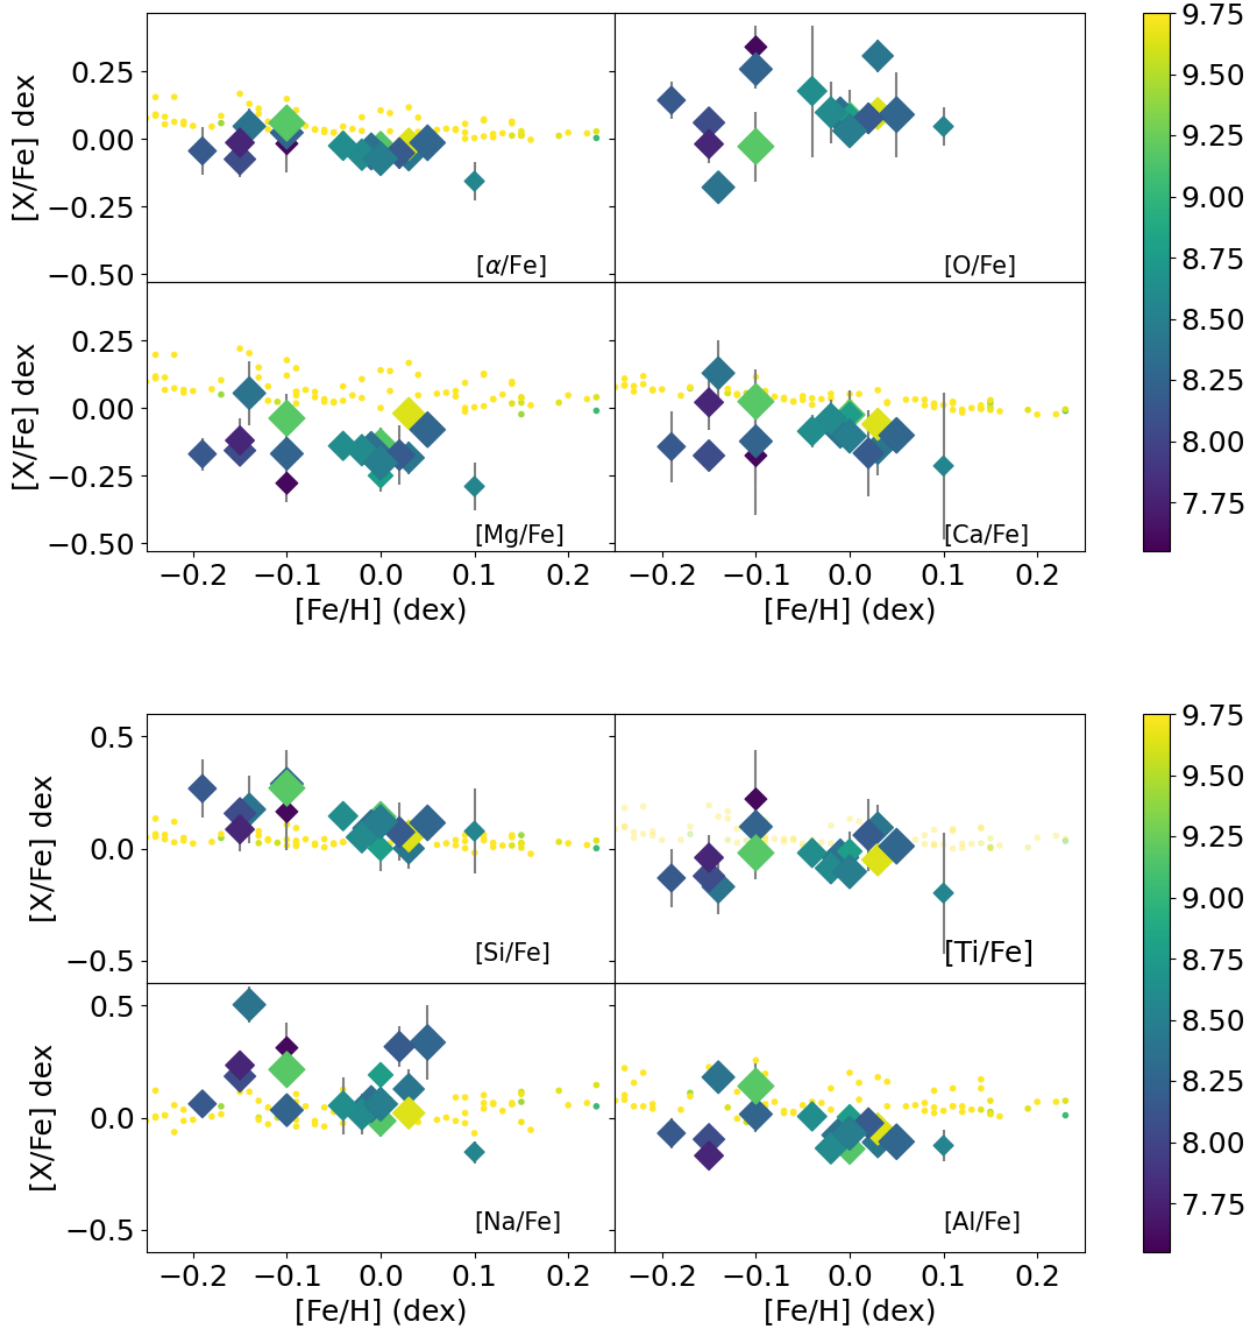 [X/Fe] dex
0.25
0.00
−0.25
−0.50
[α/Fe]
[O/Fe]
[X/Fe] dex
0.25
0.00
−0.25
−0.50
[Mg/Fe]
[Ca/Fe]
−0.2 −0.1 0.0 0.1 0.2
−0.2 −0.1 0.0 0.1 0.2
[Fe/H] (dex)
[Fe/H] (dex)
9.75
9.50
9.25
9.00
8.75
8.50
8.25
8.00
7.75
[X/Fe] dex
0.5
0.0
−0.5
[Si/Fe]
[Ti/Fe]
[X/Fe] dex
0.5
0.0
−0.5
[Na/Fe]
[Al/Fe]
−0.2 −0.1 0.0 0.1 0.2
−0.2 −0.1 0.0 0.1 0.2
[Fe/H] (dex)
[Fe/H] (dex)
9.75
9.50
9.25
9.00
8.75
8.50
8.25
8.00
7.75